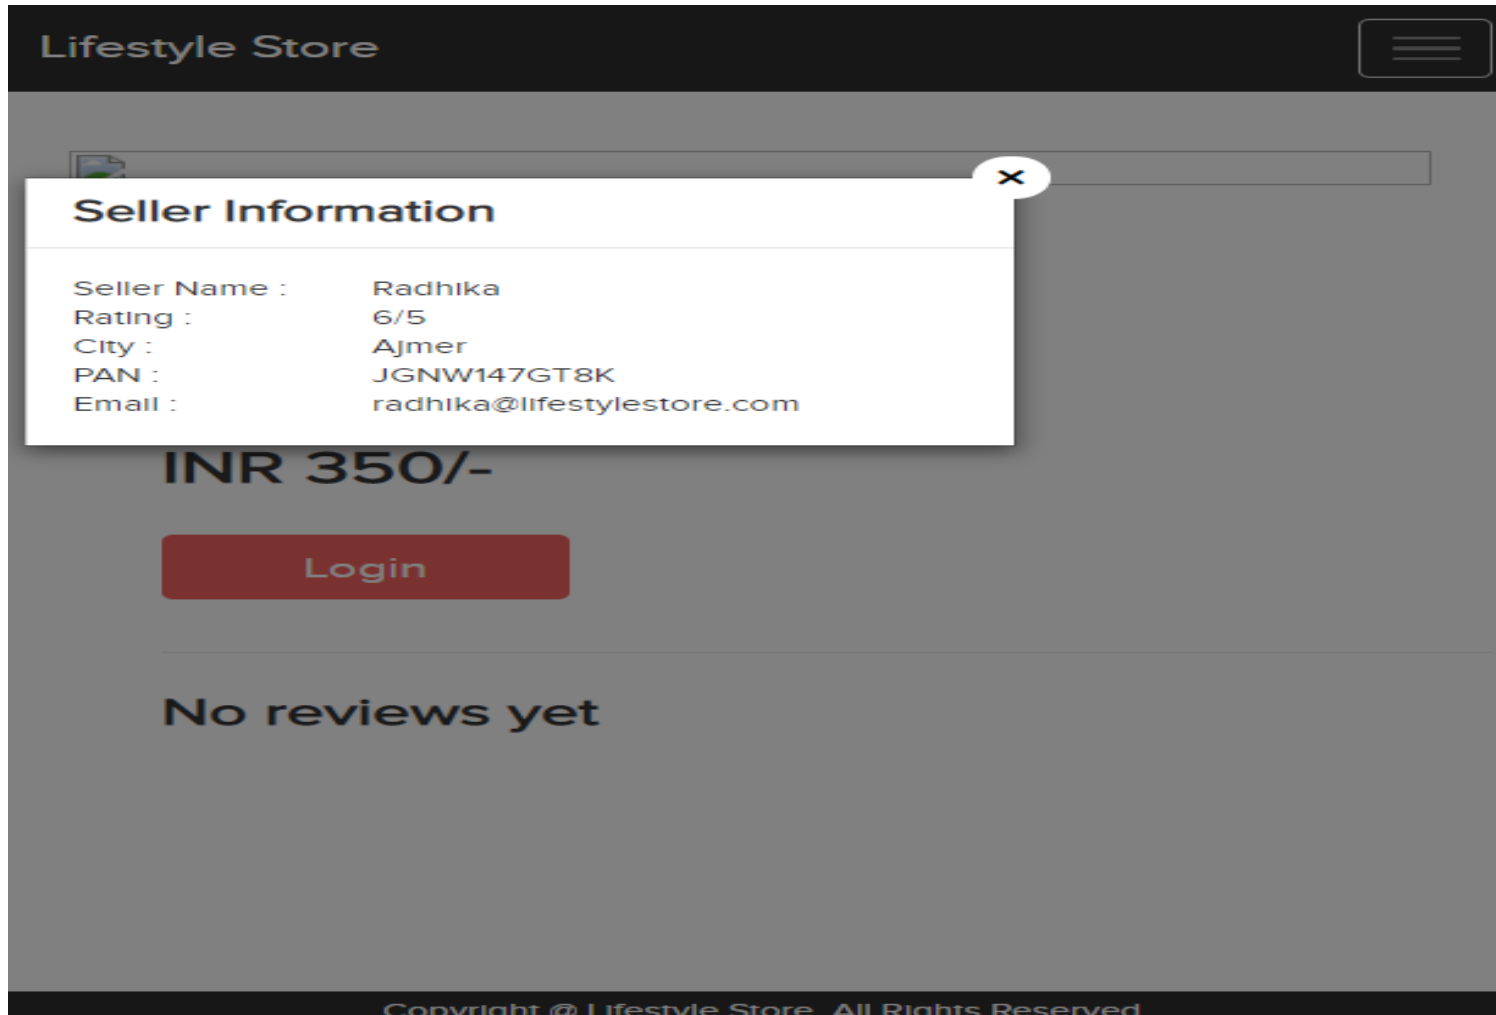 Lifestyle Store
Seller Information
Seller Name : Radhika
Rating : 6/5
City : Ajmer
PAN : JGNW147GT8K
Email : radhika@lifestylestore.com
INR 350/-
Login
No reviews yet
Copyright @ Lifestyle Store. All Rights Reserved